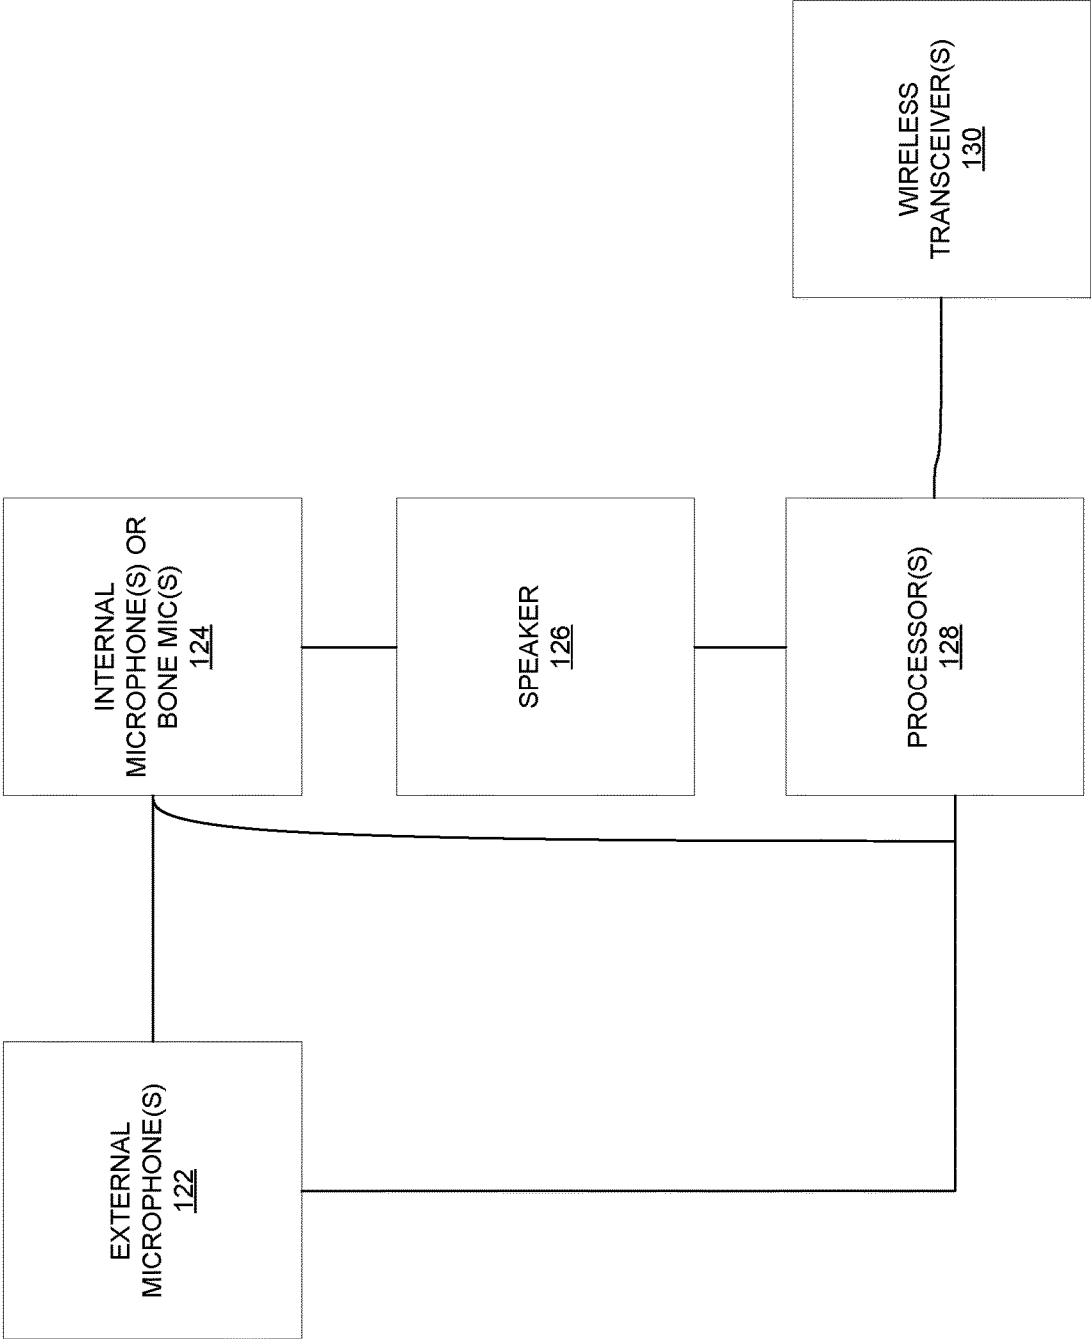 EXTERNAL
MICROPHONE(S)
122
INTERNAL
MICROPHONE(S) OR
BONE MIC(S)
124
SPEAKER
126
PROCESSOR(S)
128
WIRELESS
TRANSCEIVER(S)
130